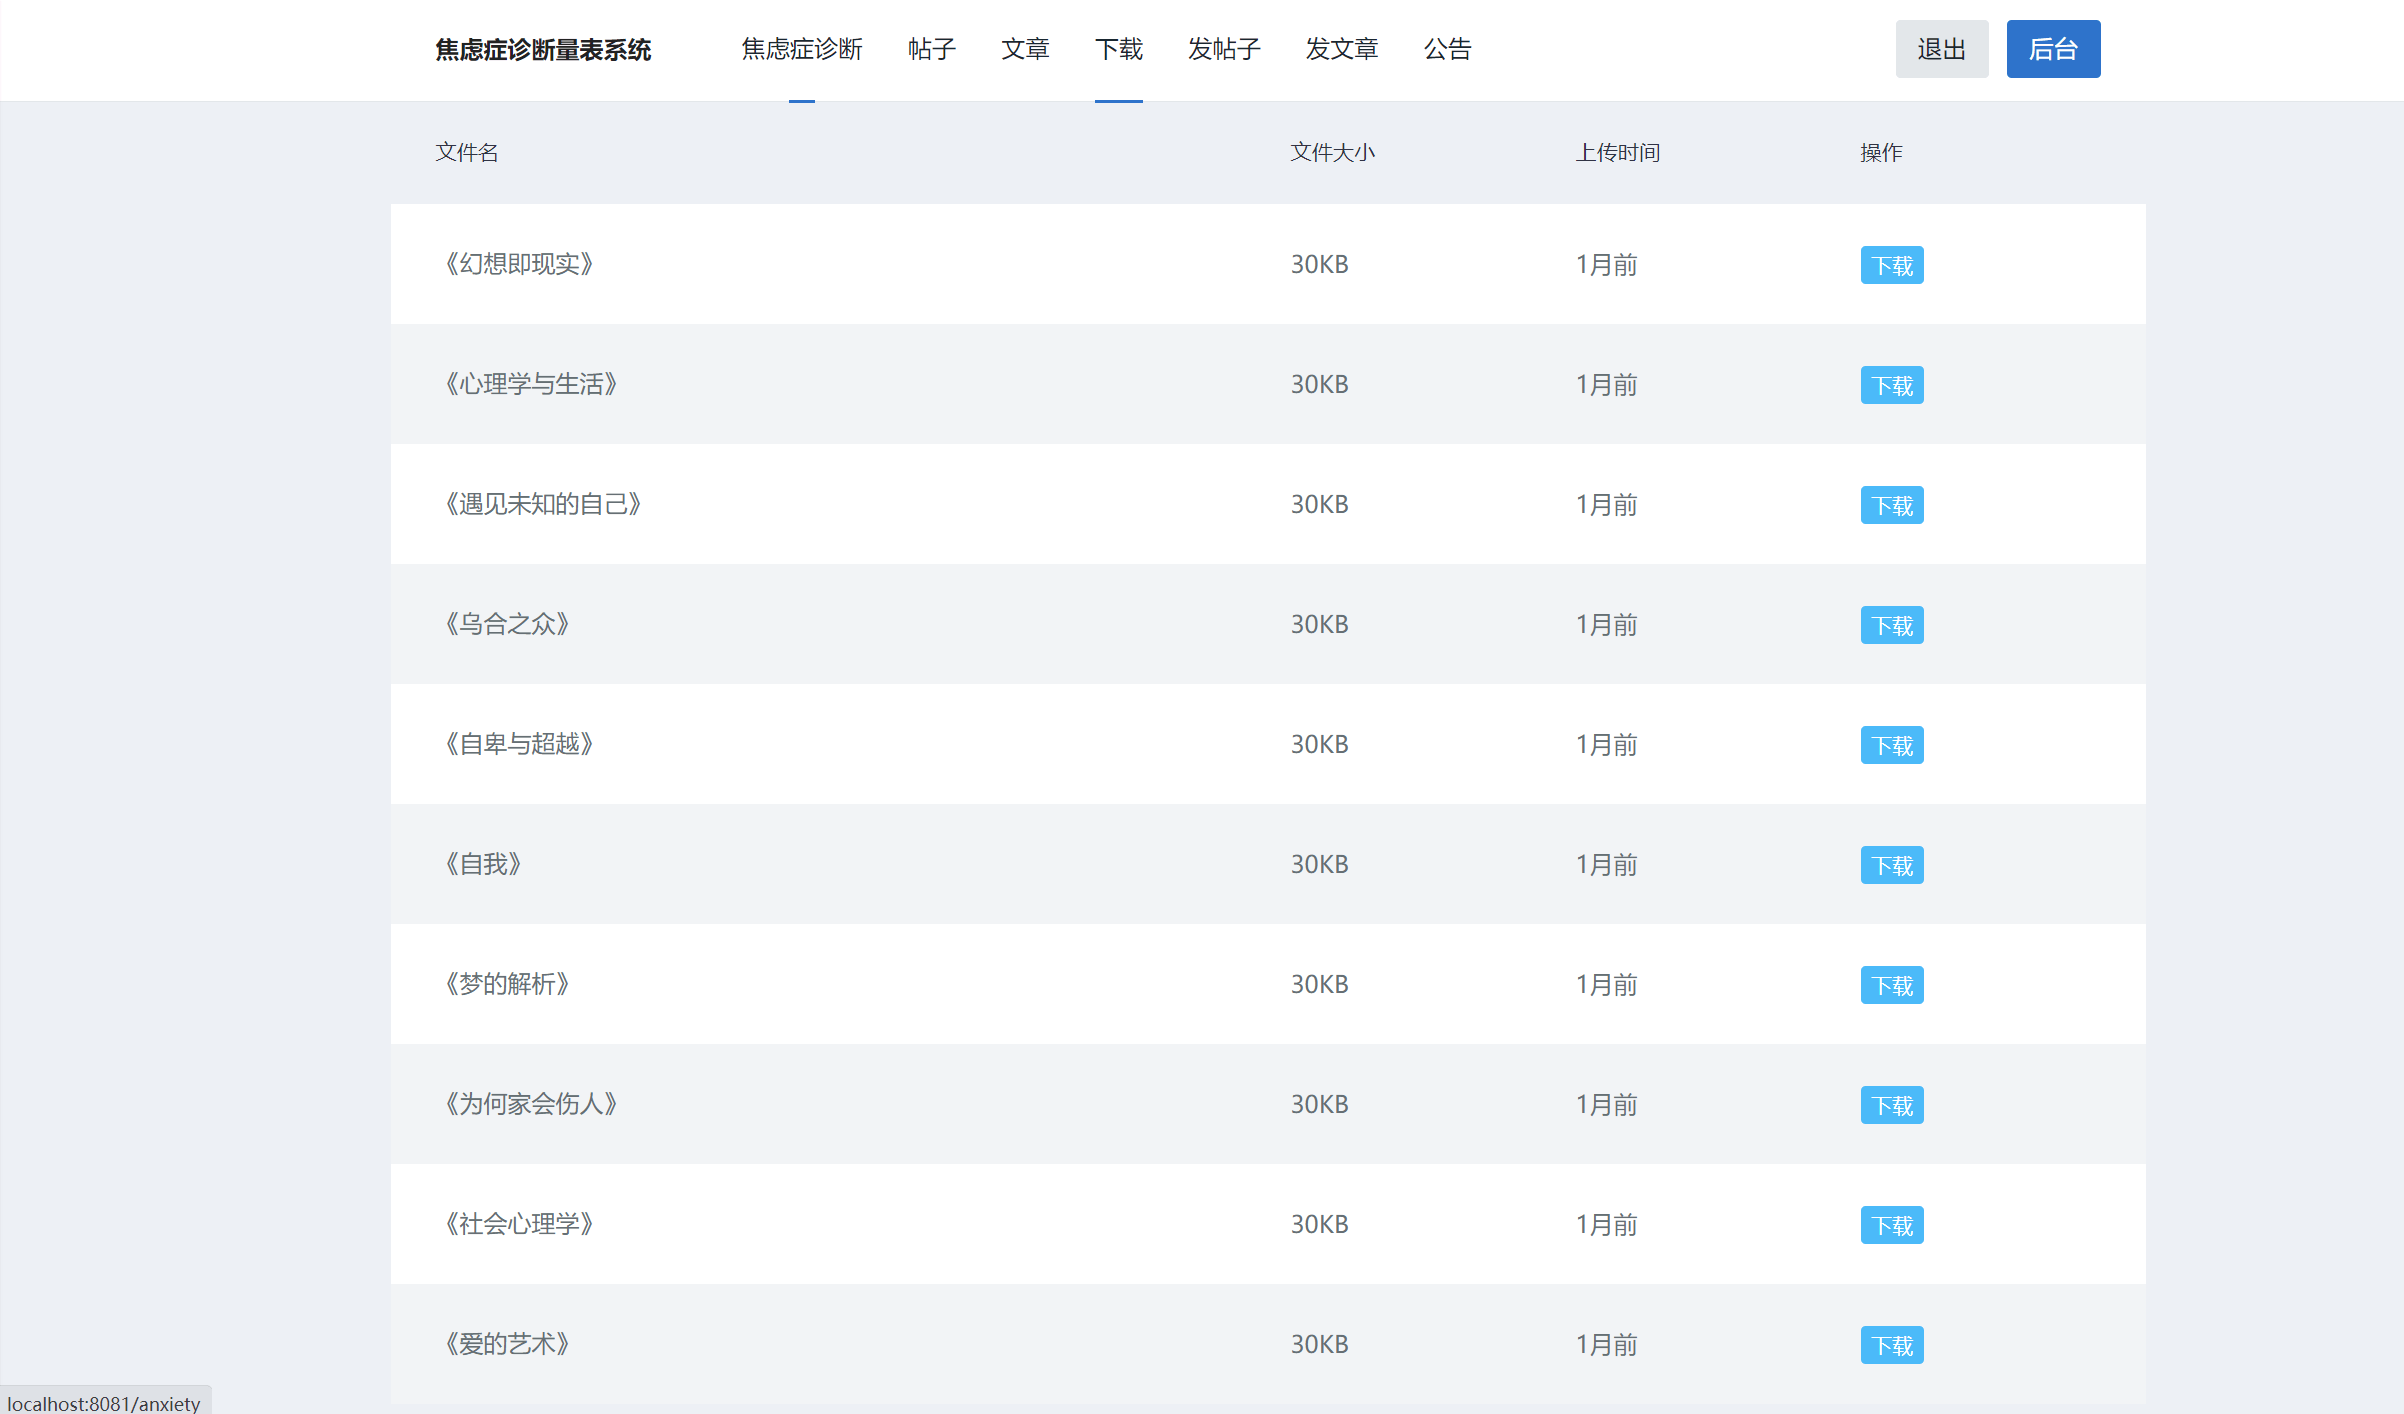 焦虑症诊断量表系统 焦虑症诊断 帖子 文章 下载 发帖子 发文章 公告 退出 后台
文件名 文件大小 上传时间 操作
《幻想即现实》 30KB 1月前 下载
《心理学与生活》 30KB 1月前 下载
《遇见未知的自己》 30KB 1月前 下载
《乌合之众》 30KB 1月前 下载
《自卑与超越》 30KB 1月前 下载
《自我》 30KB 1月前 下载
《梦的解析》 30KB 1月前 下载
《为何家会伤人》 30KB 1月前 下载
《社会心理学》 30KB 1月前 下载
《爱的艺术》 30KB 1月前 下载
localhost:8081/anxiety